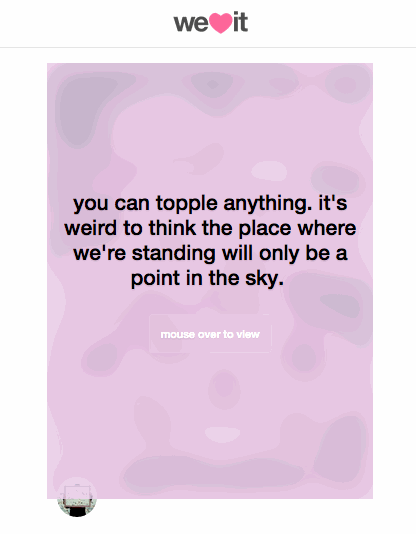 we it
you can topple anything. it's
weird to think the place where
we're standing will only be a
point in the sky.
mouse over to view